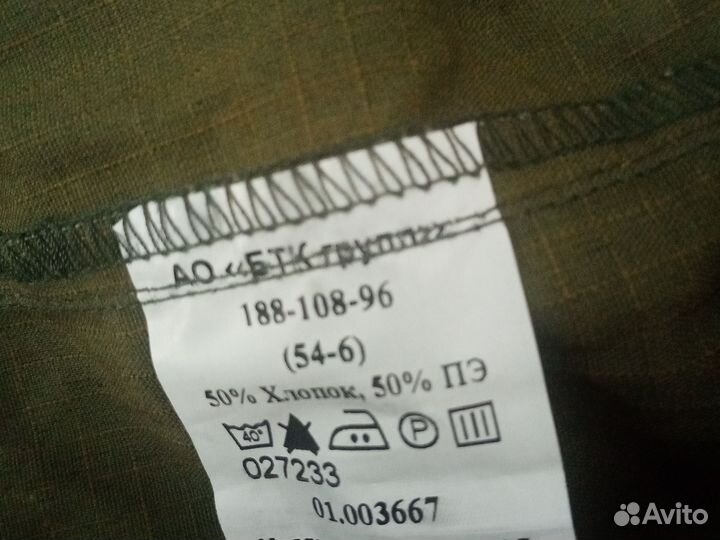 АО «БТК групп»
188-108-96
(54-6)
50% Хлопок, 50% ПЭ
40°
P
027233
01.003667
Avito